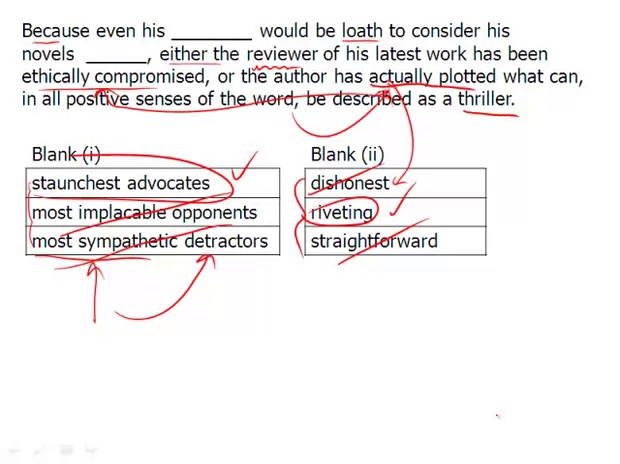 Because even his ________ would be loath to consider his
novels ______, either the reviewer of his latest work has been
ethically compromised, or the author has actually plotted what can,
in all positive senses of the word, be described as a thriller.
Blank (i)
staunchest advocates
most implacable opponents
most sympathetic detractors
Blank (ii)
dishonest
riveting
straightforward